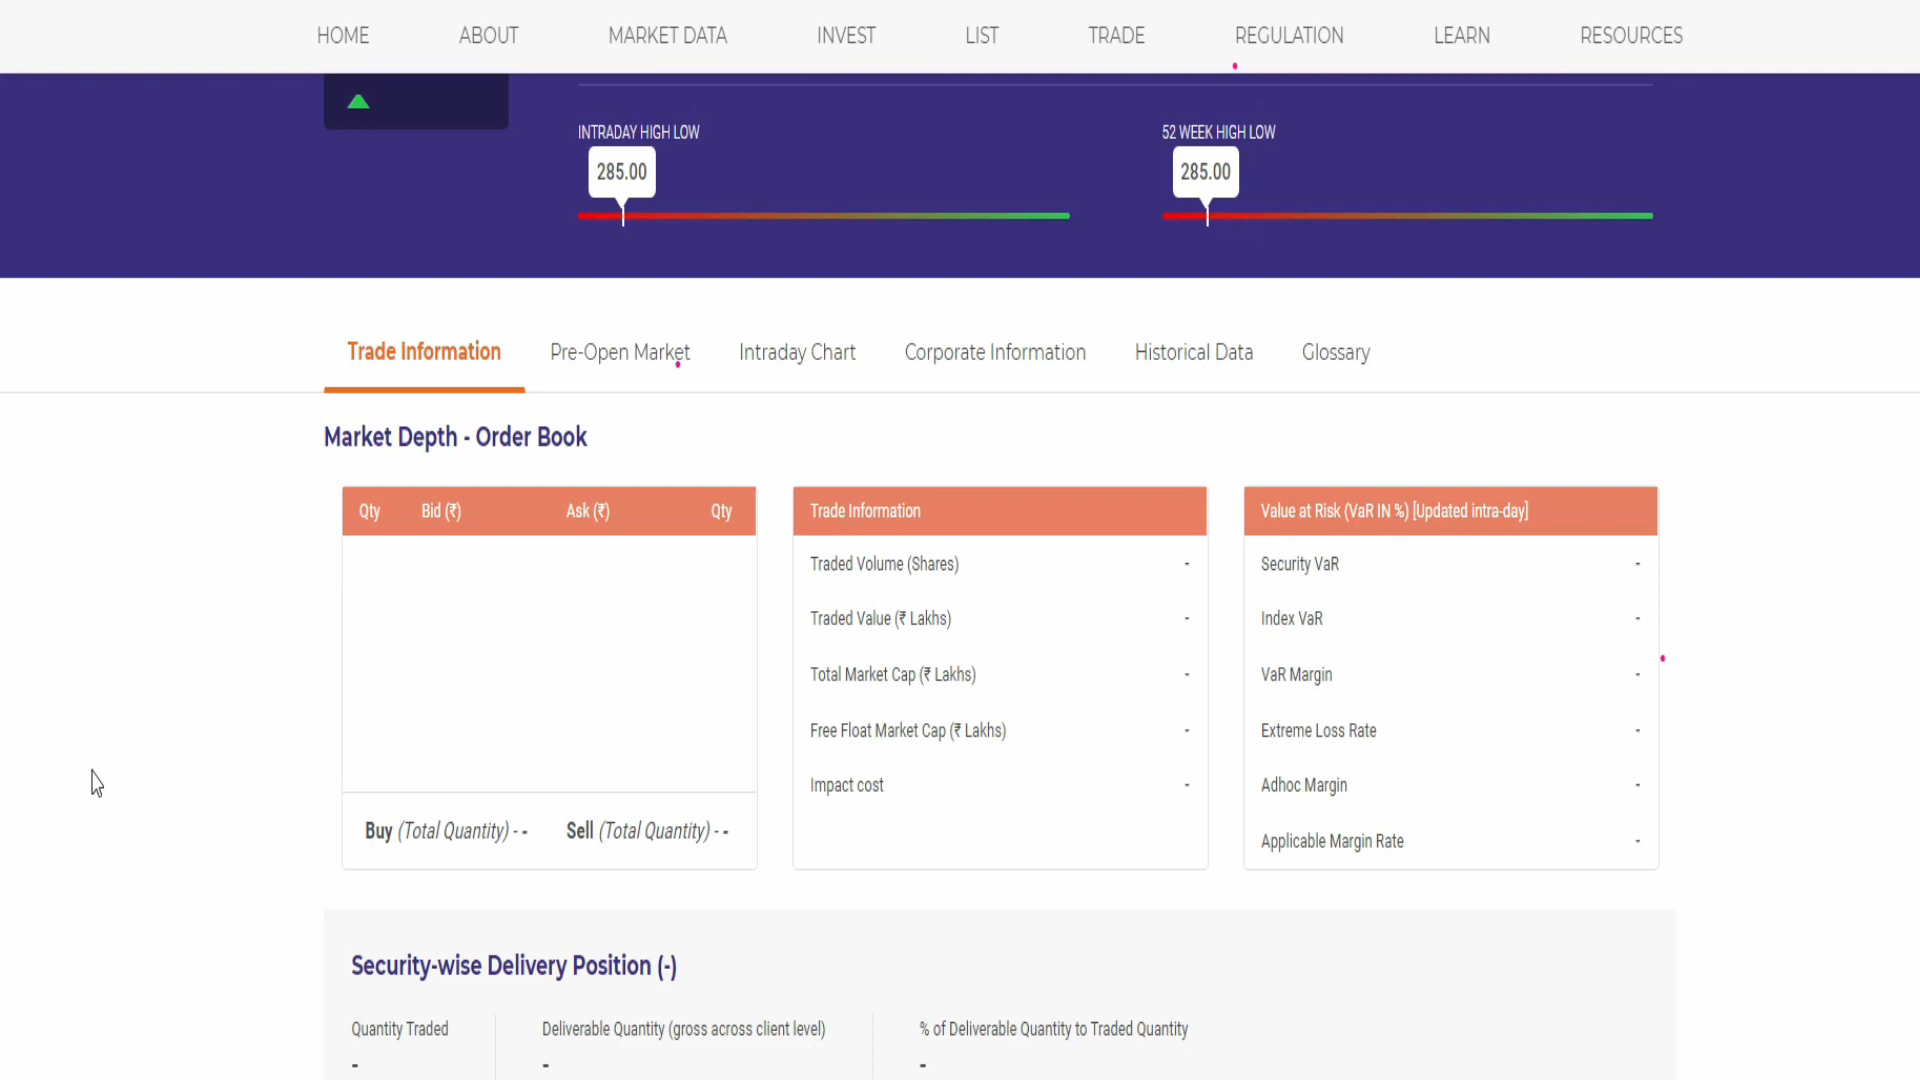 HOME ABOUT MARKET DATA INVEST LIST TRADE REGULATION LEARN RESOURCES
INTRADAY HIGH LOW 52 WEEK HIGH LOW
285.00 285.00
Trade Information Pre-Open Market Intraday Chart Corporate Information Historical Data Glossary
Market Depth - Order Book
Qty Bid (₹) Ask (₹) Qty
Buy (Total Quantity) - - Sell (Total Quantity) - -
Trade Information
Traded Volume (Shares) -
Traded Value (₹ Lakhs) -
Total Market Cap (₹ Lakhs) -
Free Float Market Cap (₹ Lakhs) -
Impact cost -
Value at Risk (VaR IN %) [Updated intra-day]
Security VaR -
Index VaR -
VaR Margin -
Extreme Loss Rate -
Adhoc Margin -
Applicable Margin Rate -
Security-wise Delivery Position (-)
Quantity Traded Deliverable Quantity (gross across client level) % of Deliverable Quantity to Traded Quantity
- - -